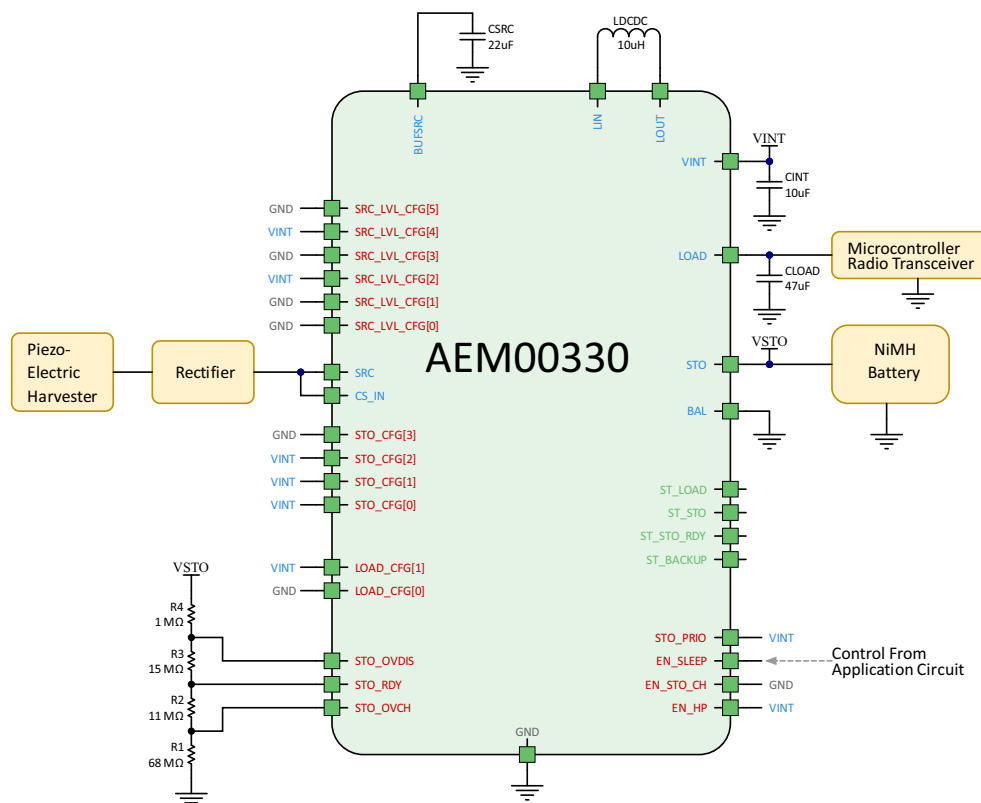 CSRC
22uF
LDCDC
10uH
BUFSRC
LIN
LOUT
VINT
VINT
CINT
10uF
GND
SRC_LVL_CFG[5]
VINT
SRC_LVL_CFG[4]
GND
SRC_LVL_CFG[3]
VINT
SRC_LVL_CFG[2]
GND
SRC_LVL_CFG[1]
GND
SRC_LVL_CFG[0]
LOAD
CLOAD
47uF
Microcontroller
Radio Transceiver
AEM00330
Piezo-
Electric
Harvester
Rectifier
SRC
CS_IN
VSTO
STO
NiMH
Battery
BAL
GND
STO_CFG[3]
VINT
STO_CFG[2]
VINT
STO_CFG[1]
VINT
STO_CFG[0]
ST_LOAD
ST_STO
ST_STO_RDY
ST_BACKUP
VINT
LOAD_CFG[1]
GND
LOAD_CFG[0]
VSTO
R4
1 MΩ
R3
15 MΩ
R2
11 MΩ
R1
68 MΩ
STO_OVDIS
STO_RDY
STO_OVCH
STO_PRIO
VINT
EN_SLEEP
Control From
Application Circuit
EN_STO_CH
GND
EN_HP
VINT
GND